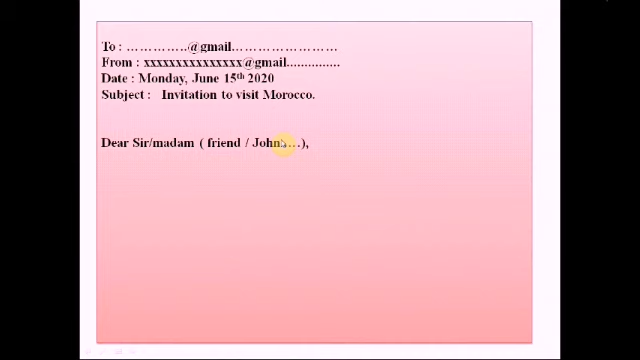 To : …………..@gmail……………………
From : xxxxxxxxxxxxxxx@gmail...............
Date : Monday, June 15th 2020
Subject : Invitation to visit Morocco.
Dear Sir/madam ( friend / John,…),